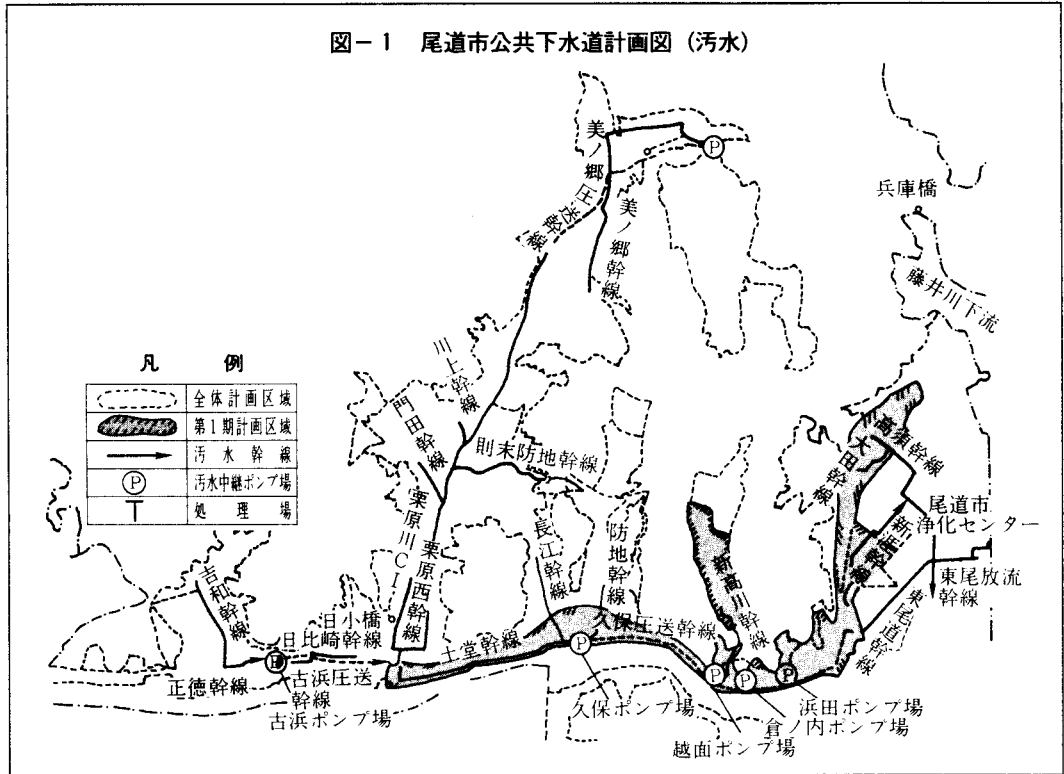 図－1 尾道市公共下水道計画図（汚水）
美ノ郷圧送幹線
P
美ノ郷幹線
兵庫橋
藤井川下流
川上幹線
門田幹線
則末防地幹線
凡 例
全体計画区域
第1期計画区域
汚水幹線
P 汚水中継ポンプ場
処理場
栗原川CI
栗原西幹線
長江幹線
防地幹線
新高川幹線
太田幹線
高須幹線
尾道市
浄化センター
東尾放流
幹線
東尾道幹線
吉和幹線
日小橋
日比崎幹線
土堂幹線
久保圧送幹線
P
P
P
P
P
正徳幹線
古浜圧送
幹線
古浜ポンプ場
久保ポンプ場
浜田ポンプ場
倉ノ内ポンプ場
越面ポンプ場